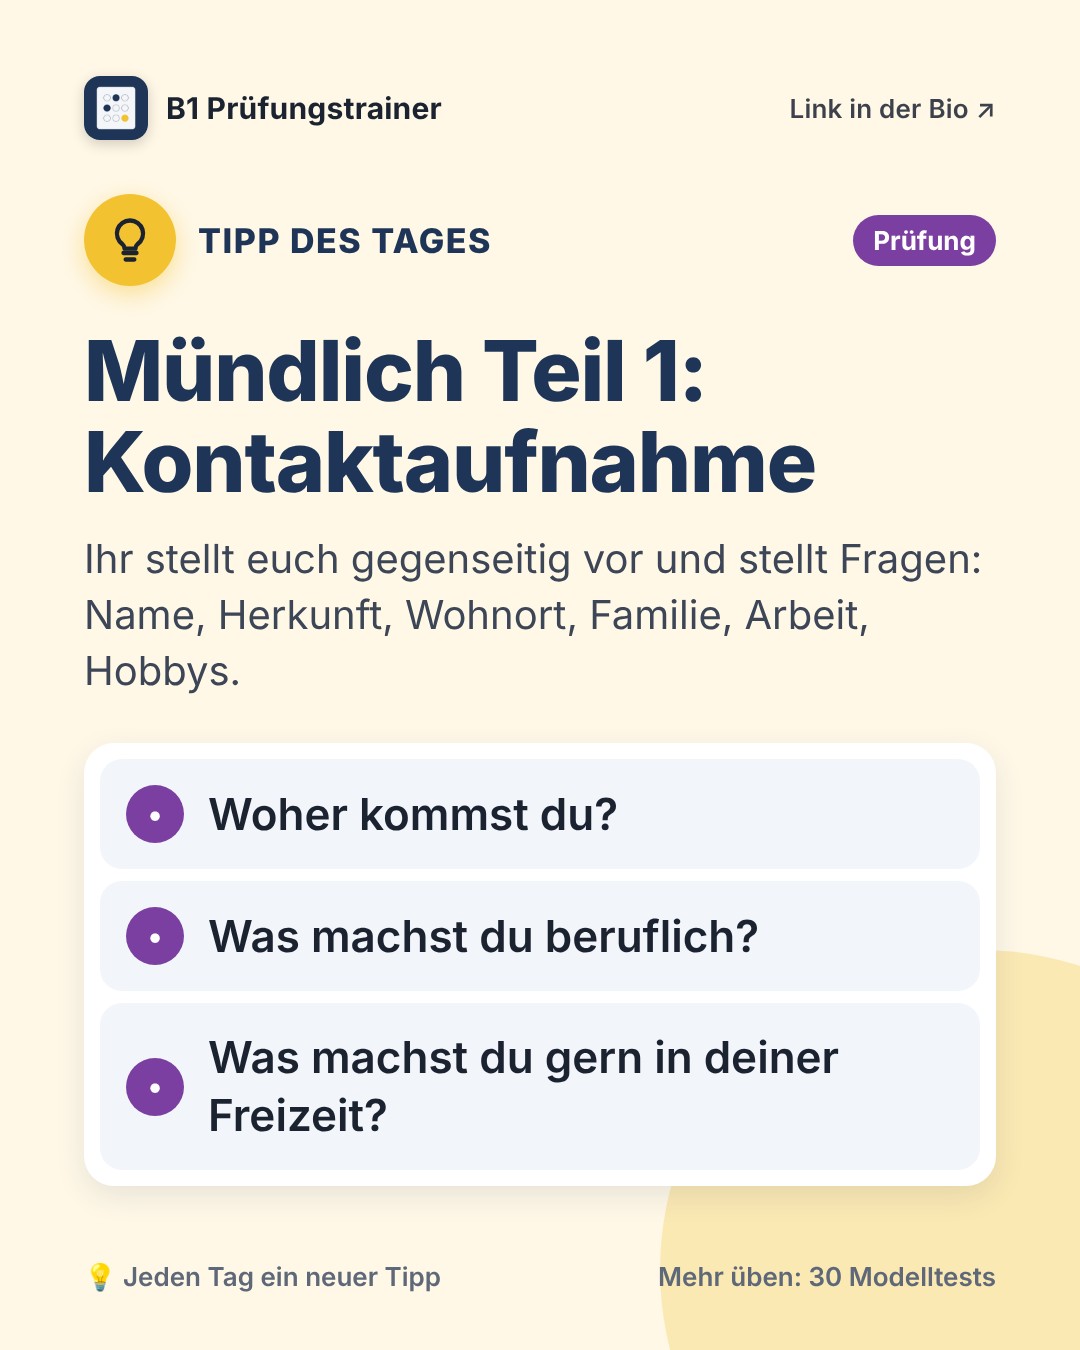 B1 Prüfungstrainer
Link in der Bio ↗
TIPP DES TAGES
Prüfung
Mündlich Teil 1:
Kontaktaufnahme
Ihr stellt euch gegenseitig vor und stellt Fragen:
Name, Herkunft, Wohnort, Familie, Arbeit,
Hobbys.
• Woher kommst du?
• Was machst du beruflich?
• Was machst du gern in deiner
Freizeit?
💡 Jeden Tag ein neuer Tipp
Mehr üben: 30 Modelltests